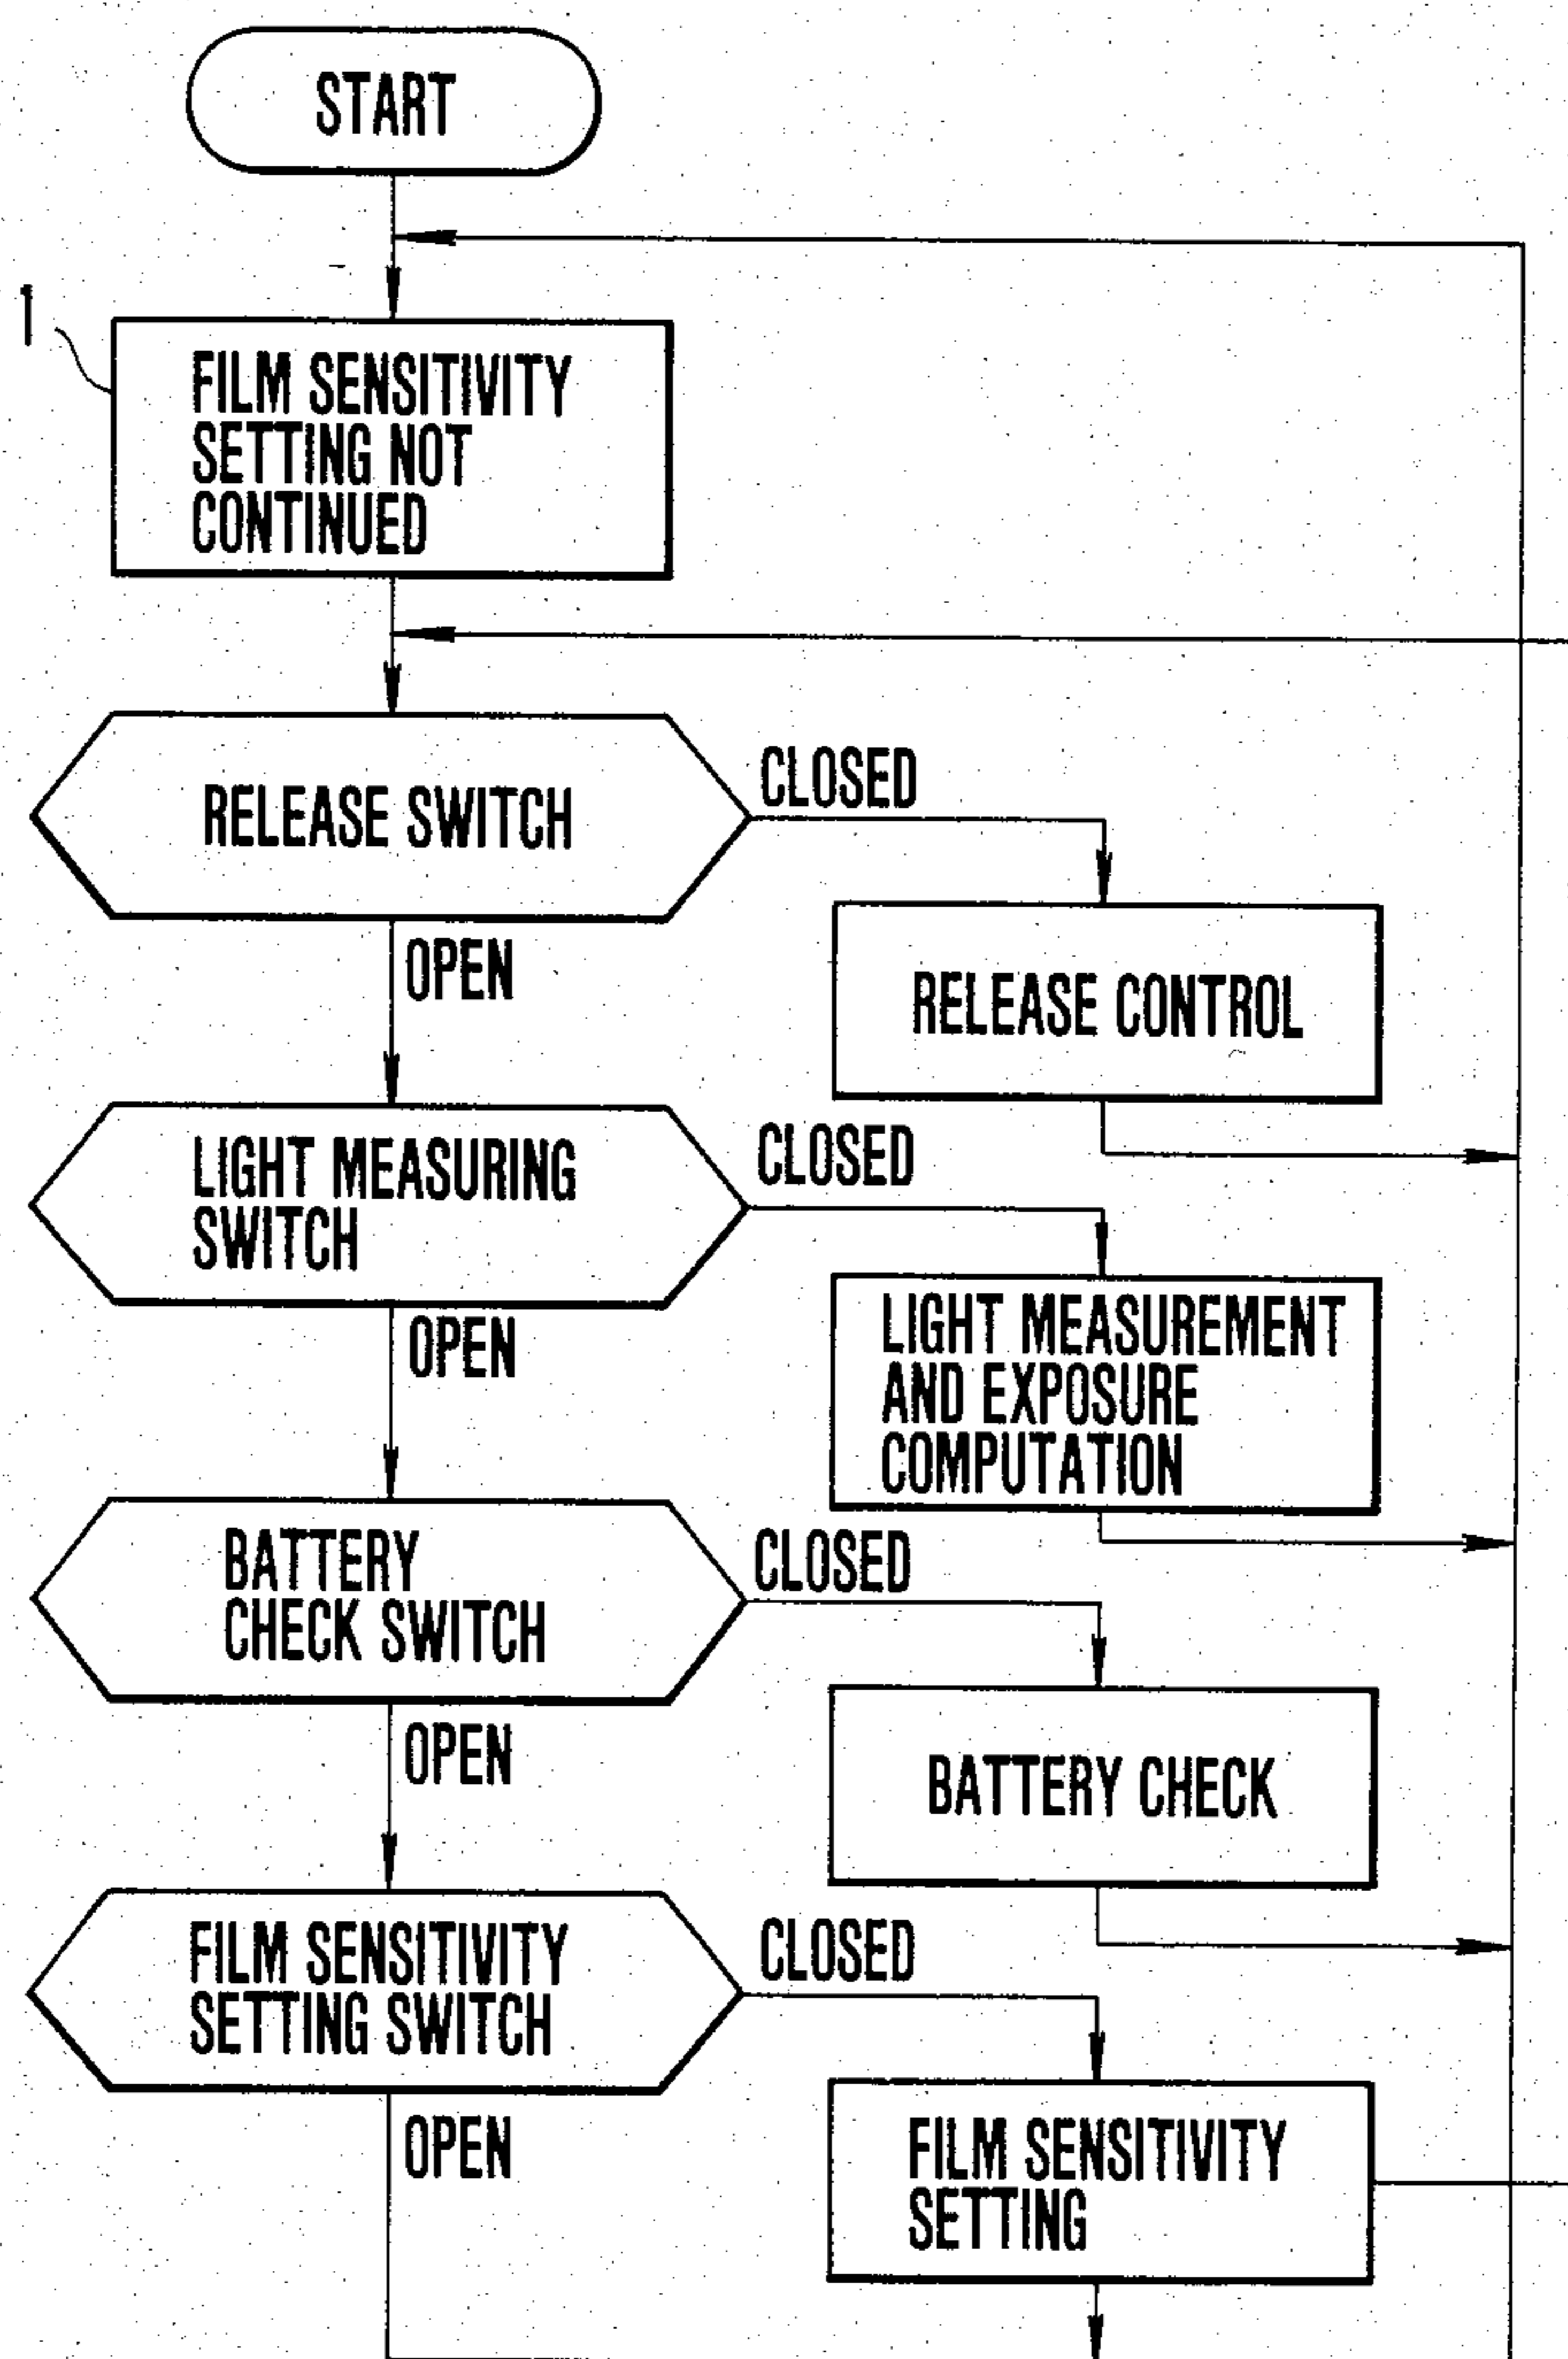 START
1
FILM SENSITIVITY
SETTING NOT
CONTINUED
RELEASE SWITCH
CLOSED
OPEN
RELEASE CONTROL
LIGHT MEASURING
SWITCH
CLOSED
OPEN
LIGHT MEASUREMENT
AND EXPOSURE
COMPUTATION
BATTERY
CHECK SWITCH
CLOSED
OPEN
BATTERY CHECK
FILM SENSITIVITY
SETTING SWITCH
CLOSED
OPEN
FILM SENSITIVITY
SETTING